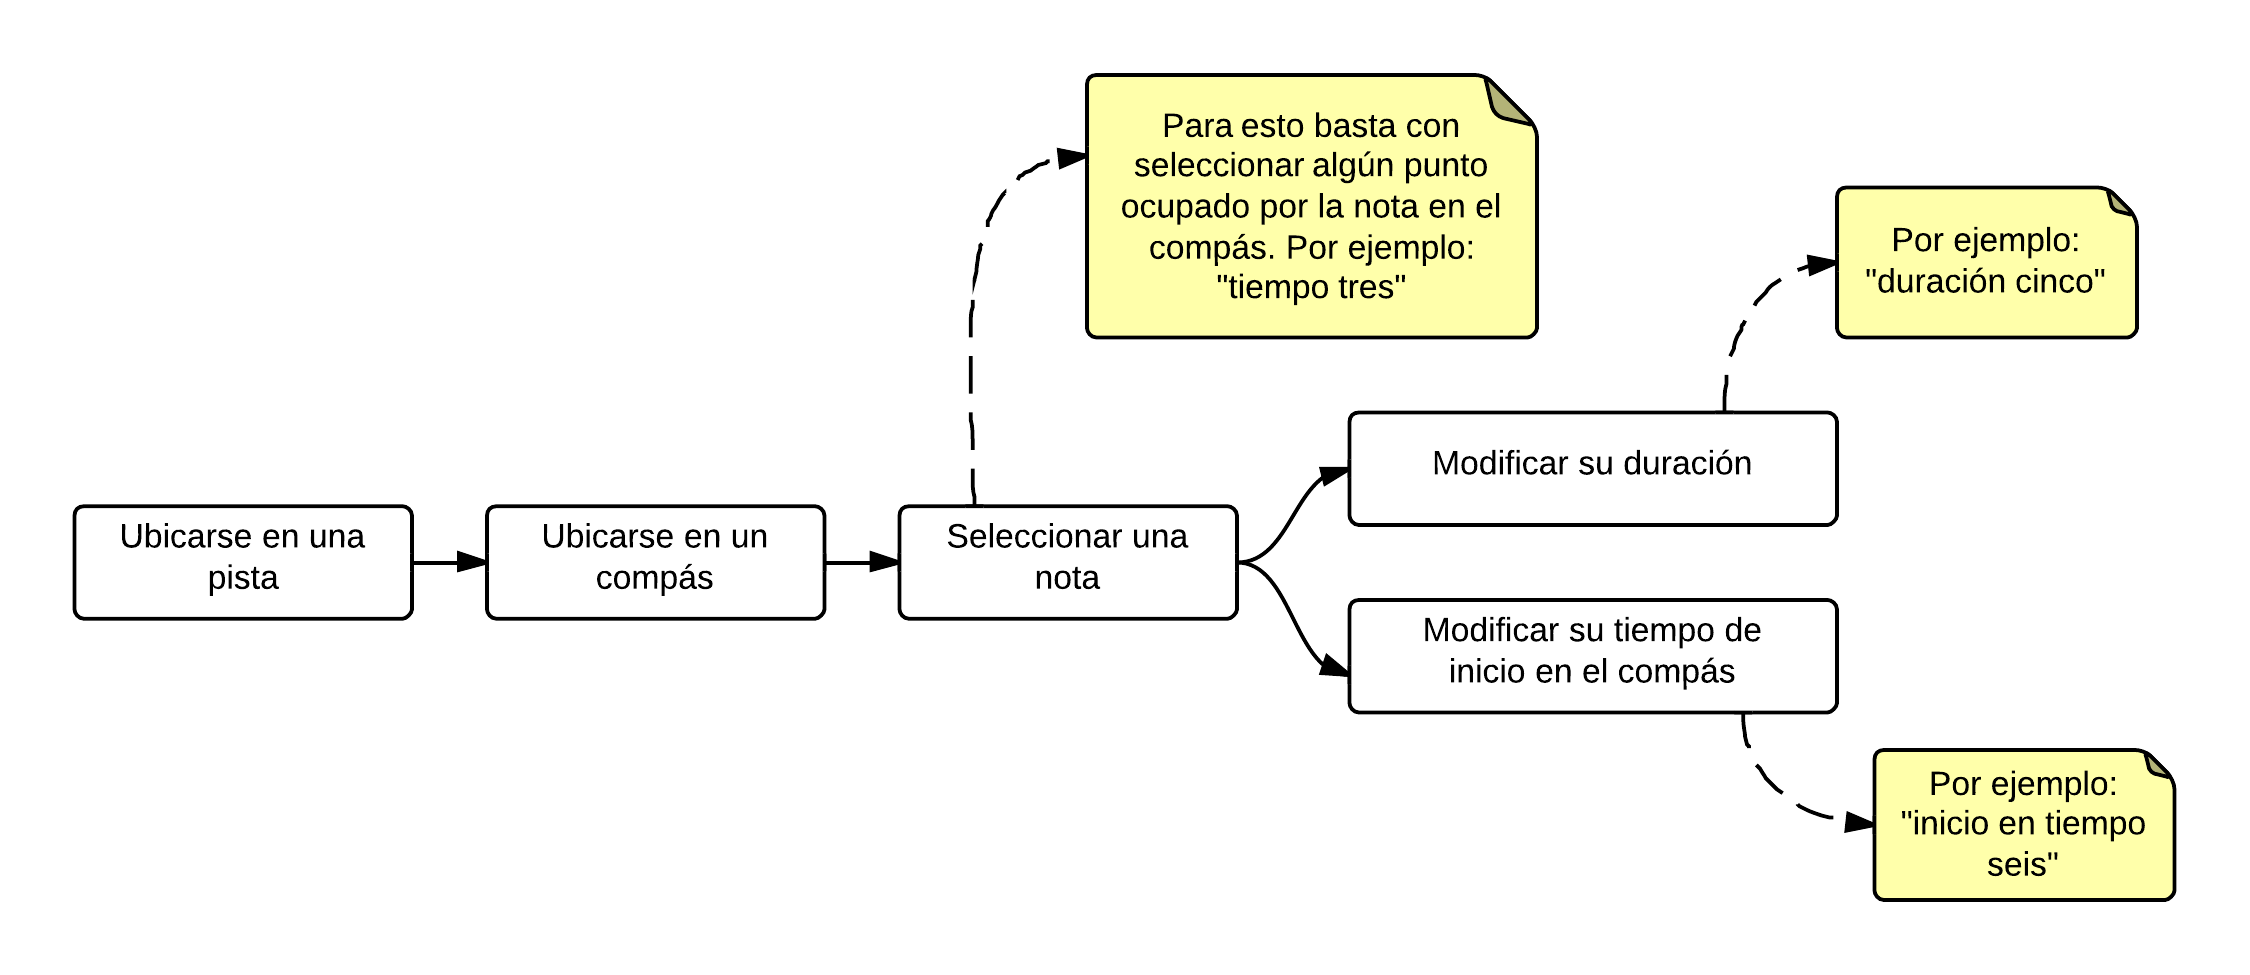 Para esto basta con
seleccionar algún punto
ocupado por la nota en el
compás. Por ejemplo:
"tiempo tres"
Por ejemplo:
"duración cinco"
Modificar su duración
Ubicarse en una
pista
Ubicarse en un
compás
Seleccionar una
nota
Modificar su tiempo de
inicio en el compás
Por ejemplo:
"inicio en tiempo
seis"